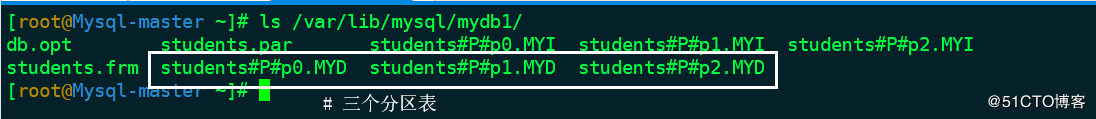 [root@Mysql-master ~]# ls /var/lib/mysql/mydb1/
db.opt students.par students#P#p0.MYI students#P#p1.MYI students#P#p2.MYI
students.frm students#P#p0.MYD students#P#p1.MYD students#P#p2.MYD
[root@Mysql-master ~]#
# 三个分区表
@51CTO博客